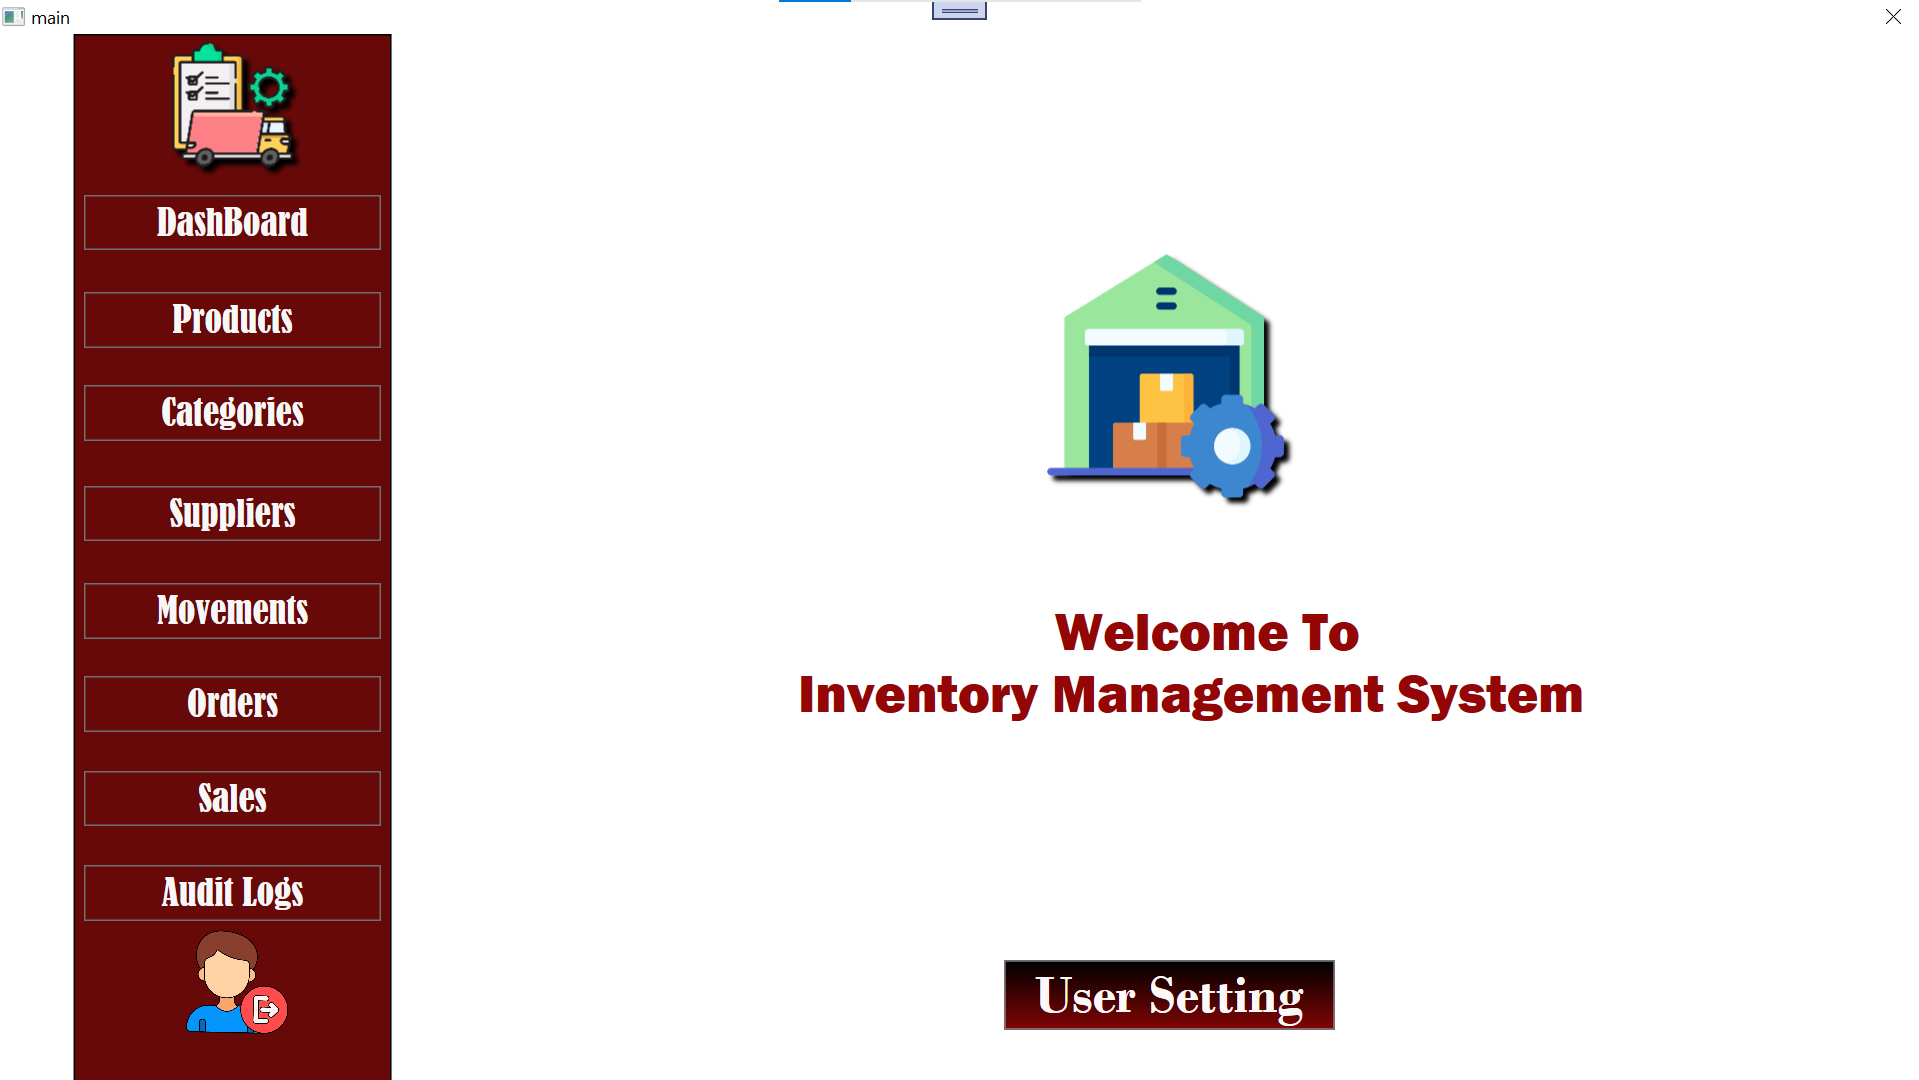 main
DashBoard
Products
Categories
Suppliers
Movements
Orders
Sales
Audit Logs
Welcome To
Inventory Management System
User Setting